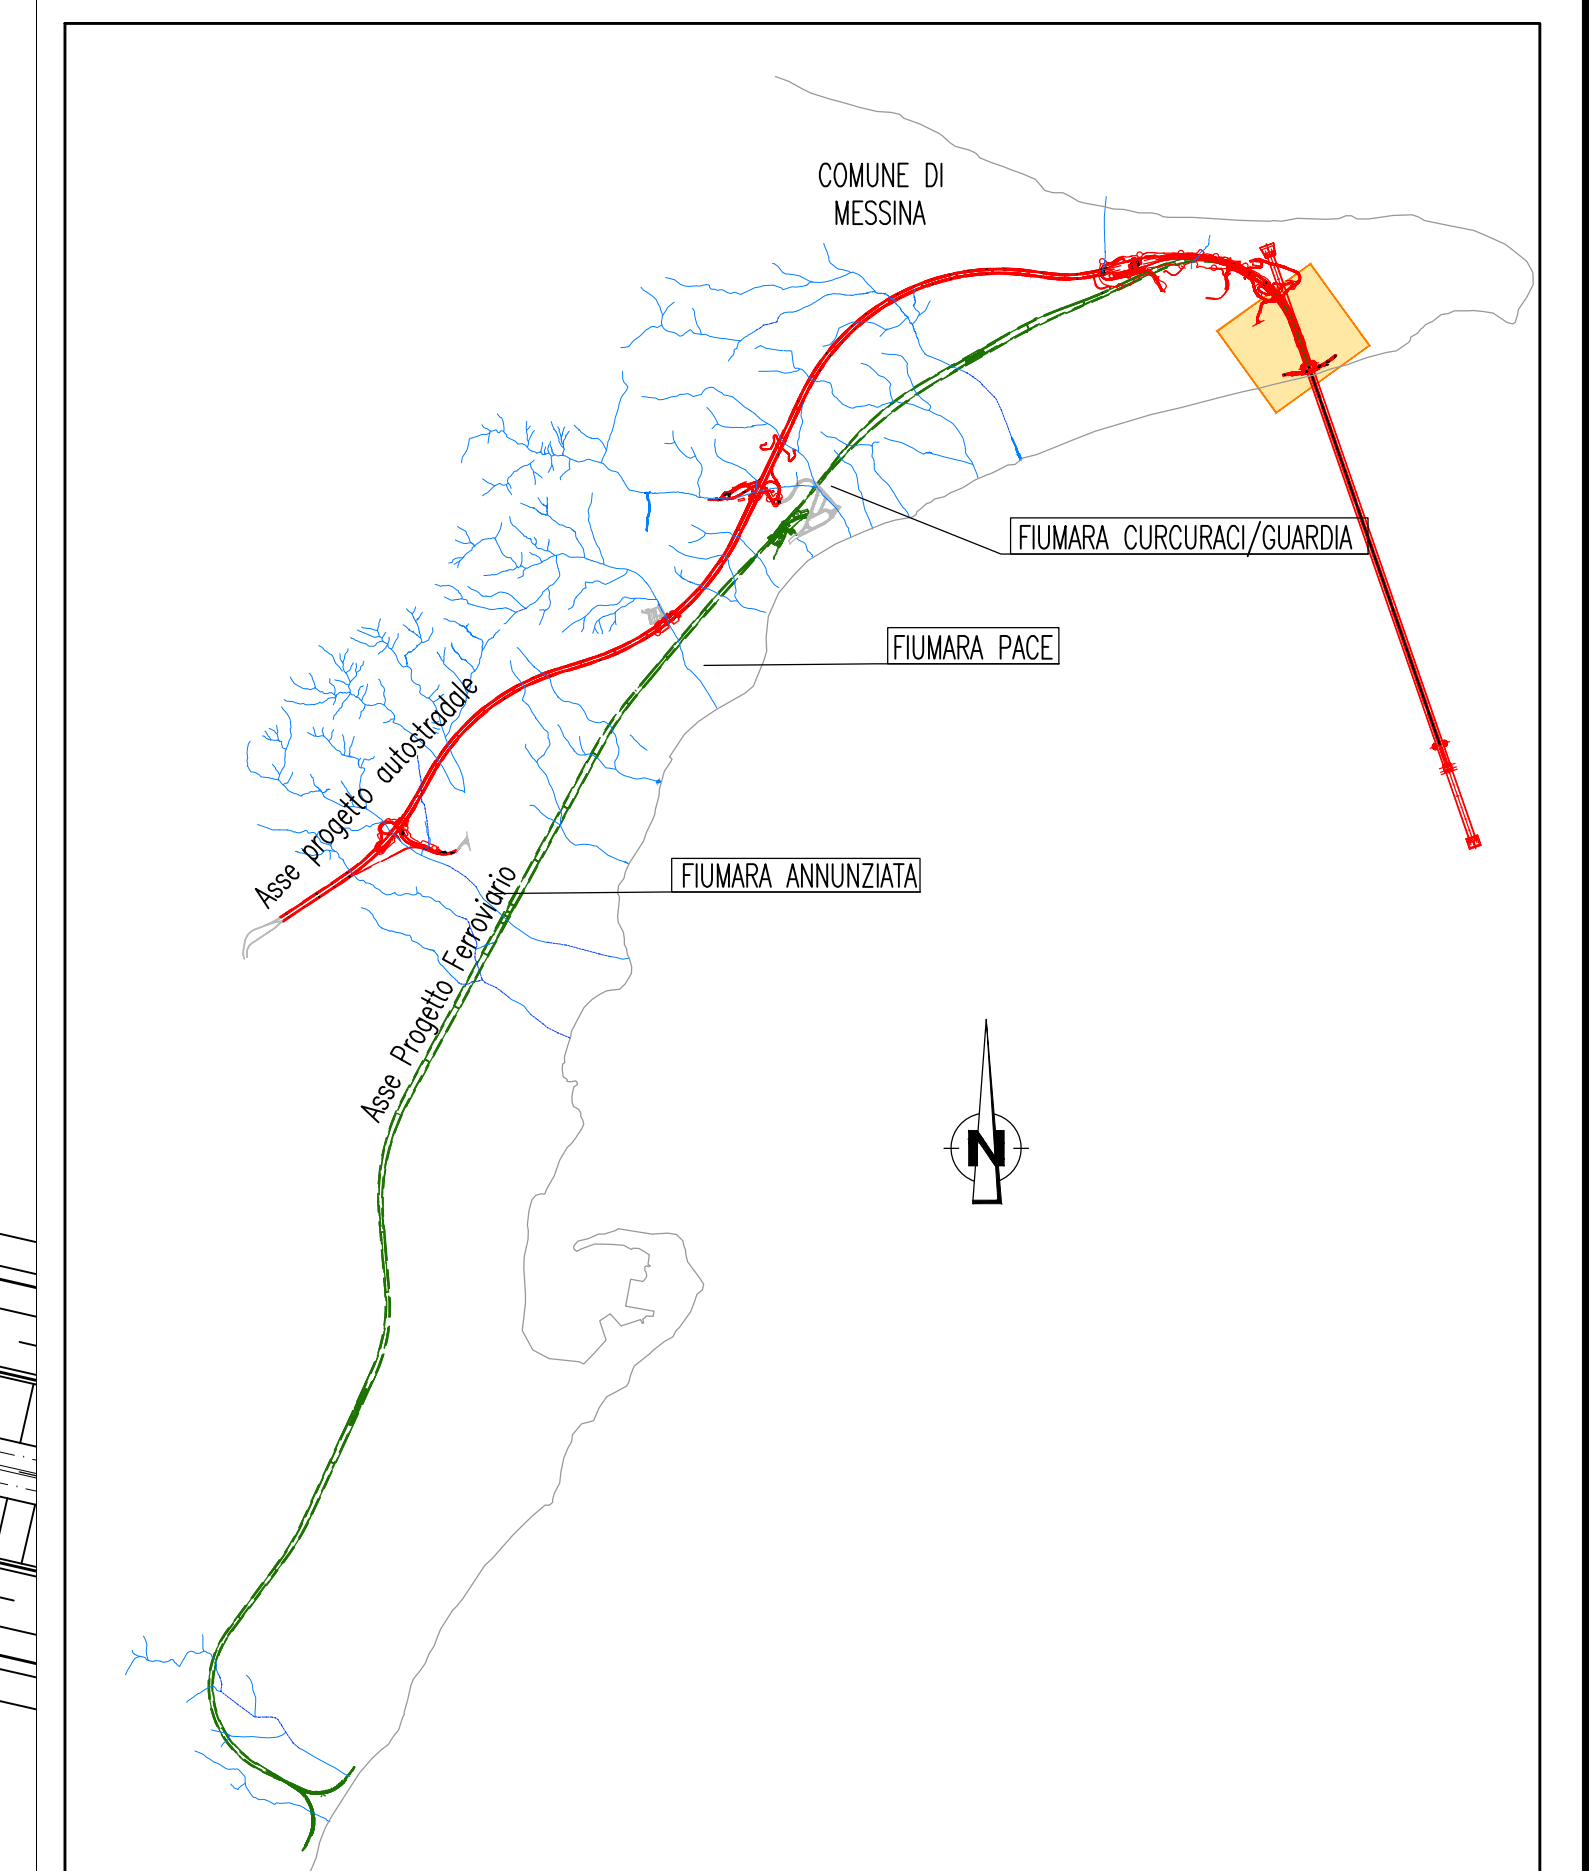 COMUNE DI
MESSINA
FIUMARA CURCURACI/GUARDIA
FIUMARA PACE
Asse progetto autostradale
FIUMARA ANNUNZIATA
Asse Progetto Ferroviario
N